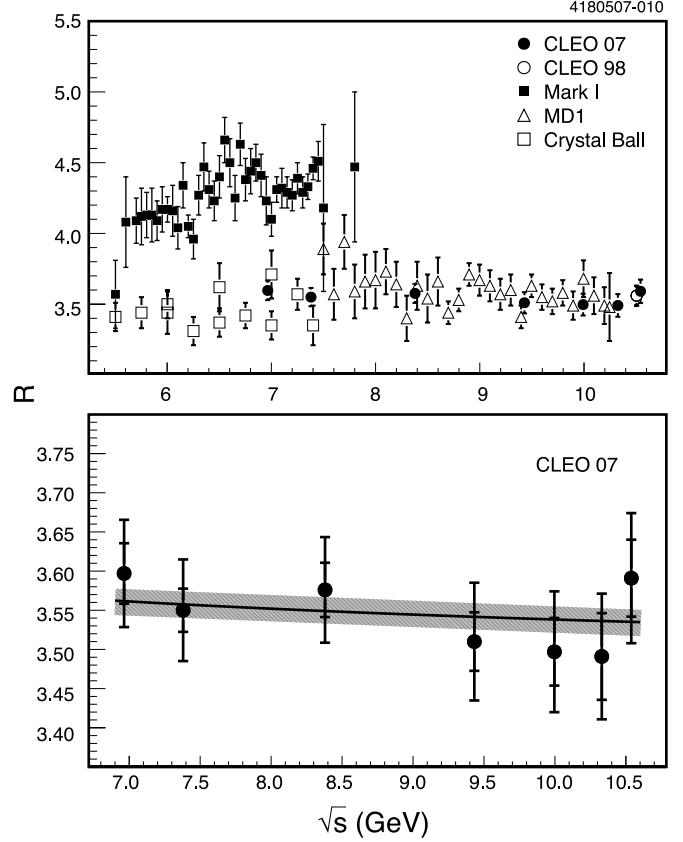 4180507-010
5.5
5.0
4.5
4.0
3.5
CLEO 07
CLEO 98
Mark I
MD1
Crystal Ball
6 7 8 9 10
R
3.75
3.70
3.65
3.60
3.55
3.50
3.45
3.40
CLEO 07
7.0 7.5 8.0 8.5 9.0 9.5 10.0 10.5
√s (GeV)